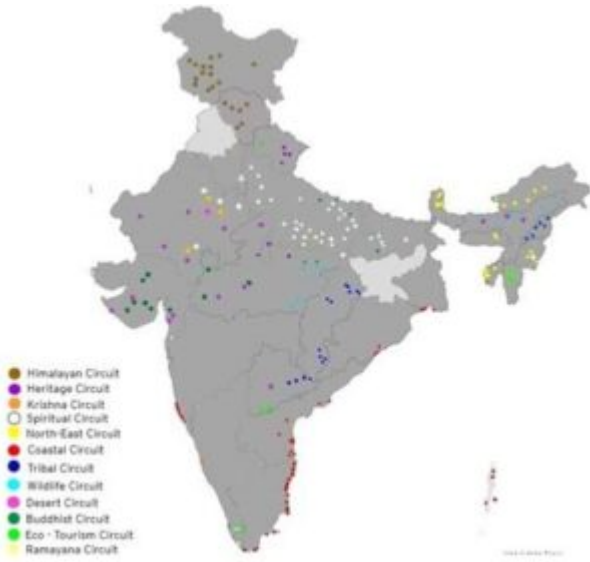 Himalayan Circuit
Heritage Circuit
Krishna Circuit
Spiritual Circuit
North-East Circuit
Coastal Circuit
Tribal Circuit
Wildlife Circuit
Desert Circuit
Buddhist Circuit
Eco - Tourism Circuit
Ramayana Circuit